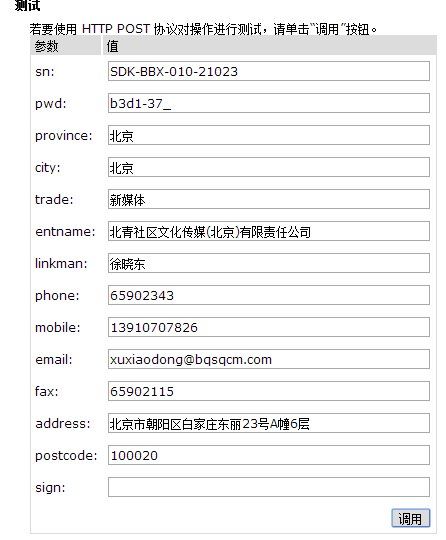 测试
若要使用 HTTP POST 协议对操作进行测试，请单击“调用”按钮。
参数 值
sn: SDK-BBX-010-21023
pwd: b3d1-37_
province: 北京
city: 北京
trade: 新媒体
entname: 北青社区文化传媒(北京)有限责任公司
linkman: 徐晓东
phone: 65902343
mobile: 13910707826
email: xuxiaodong@bqsqcm.com
fax: 65902115
address: 北京市朝阳区白家庄东丽23号A幢6层
postcode: 100020
sign:
调用